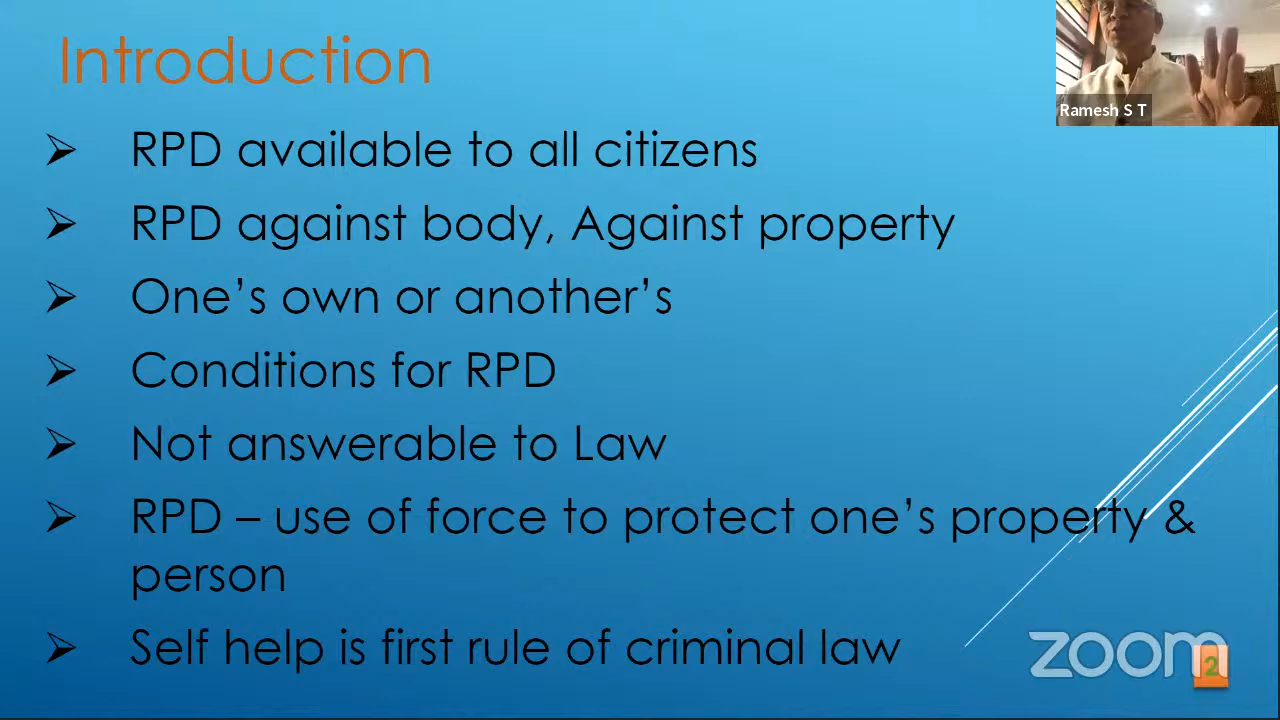 Introduction
Ramesh S T
RPD available to all citizens
RPD against body, Against property
One’s own or another’s
Conditions for RPD
Not answerable to Law
RPD – use of force to protect one’s property &
person
Self help is first rule of criminal law
zoom
2